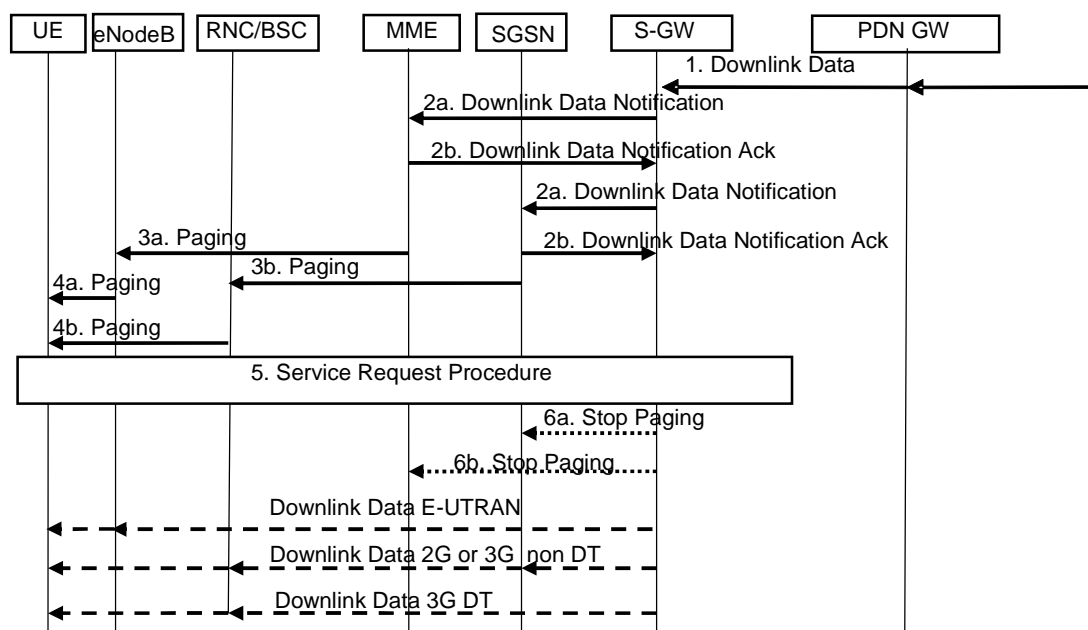 UE
eNodeB
RNC/BSC
MME
SGSN
S-GW
PDN GW
1. Downlink Data
2a. Downlink Data Notification
2b. Downlink Data Notification Ack
2a. Downlink Data Notification
3a. Paging
2b. Downlink Data Notification Ack
3b. Paging
4a. Paging
4b. Paging
5. Service Request Procedure
6a. Stop Paging
6b. Stop Paging
Downlink Data E-UTRAN
Downlink Data 2G or 3G non DT
Downlink Data 3G DT